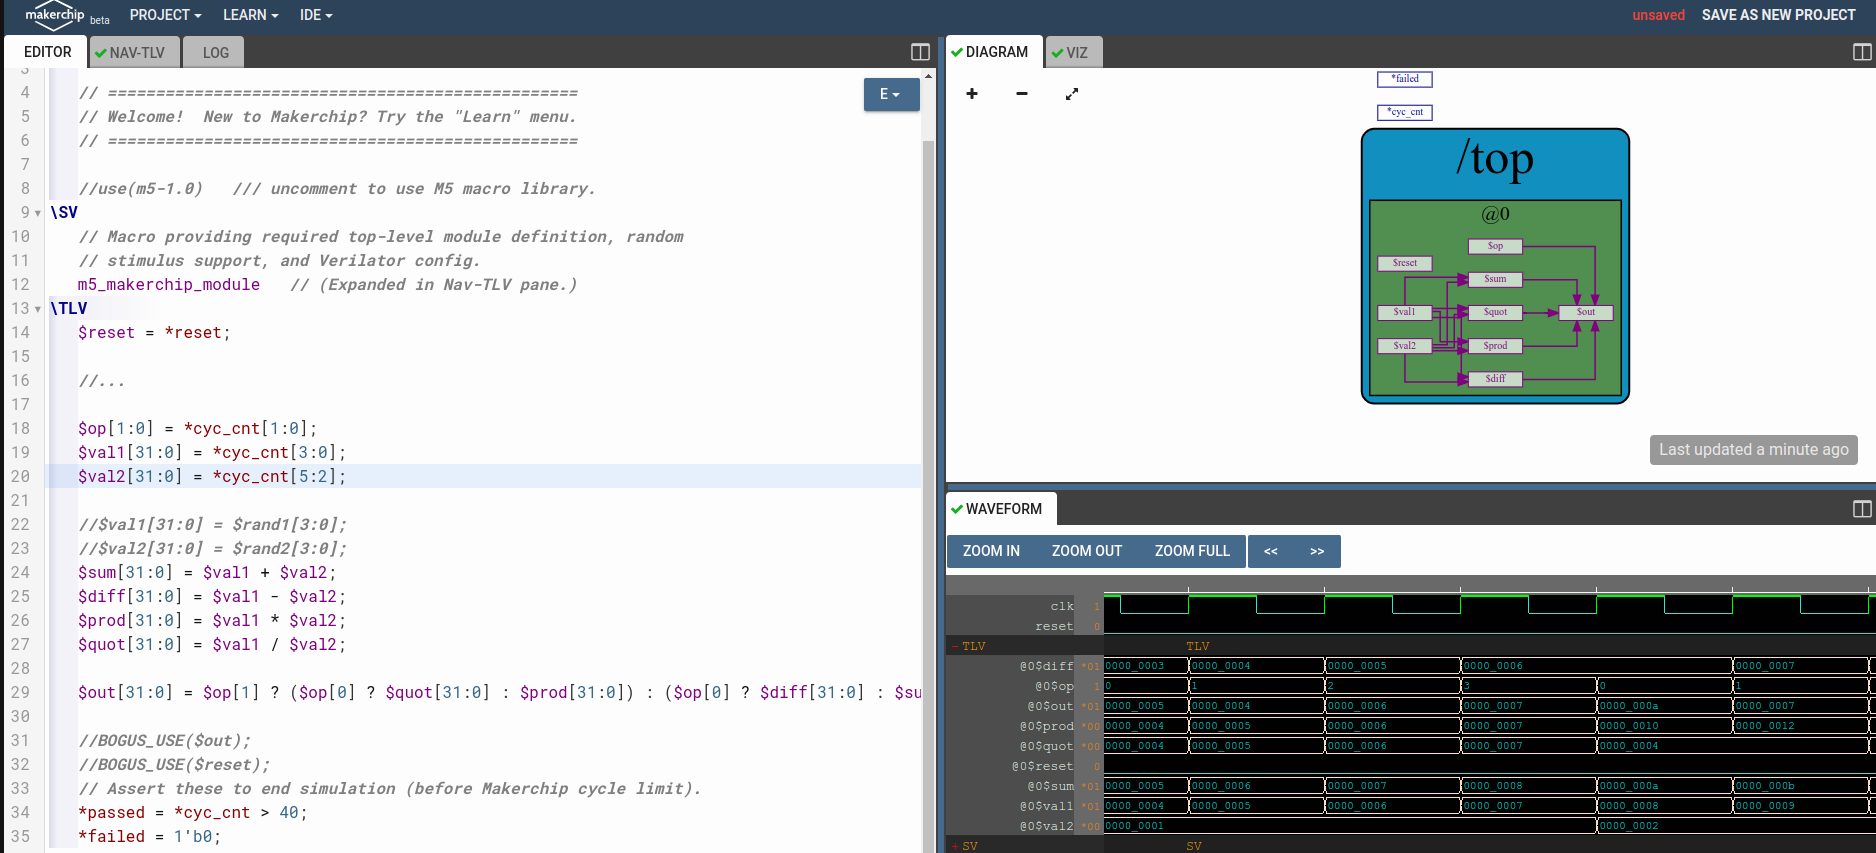 makerchip beta PROJECT LEARN IDE unsaved SAVE AS NEW PROJECT
EDITOR NAV-TLV LOG
4 // =================================================
5 // Welcome!  New to Makerchip? Try the "Learn" menu.
6 // =================================================
7
8 //use(m5-1.0)   /// uncomment to use M5 macro library.
9 \SV
10 // Macro providing required top-level module definition, random
11 // stimulus support, and Verilator config.
12 m5_makerchip_module   // (Expanded in Nav-TLV pane.)
13 \TLV
14 $reset = *reset;
15
16 //...
17
18 $op[1:0] = *cyc_cnt[1:0];
19 $val1[31:0] = *cyc_cnt[3:0];
20 $val2[31:0] = *cyc_cnt[5:2];
21
22 //$val1[31:0] = $rand1[3:0];
23 //$val2[31:0] = $rand2[3:0];
24 $sum[31:0] = $val1 + $val2;
25 $diff[31:0] = $val1 - $val2;
26 $prod[31:0] = $val1 * $val2;
27 $quot[31:0] = $val1 / $val2;
28
29 $out[31:0] = $op[1] ? ($op[0] ? $quot[31:0] : $prod[31:0]) : ($op[0] ? $diff[31:0] : $su
30
31 //BOGUS_USE($out);
32 //BOGUS_USE($reset);
33 // Assert these to end simulation (before Makerchip cycle limit).
34 *passed = *cyc_cnt > 40;
35 *failed = 1'b0;
E
DIAGRAM VIZ
*failed
*cyc_cnt
/top
@0
$op
$reset
$sum
$val1 $quot $out
$val2 $prod
$diff
Last updated a minute ago
WAVEFORM
ZOOM IN ZOOM OUT ZOOM FULL << >>
clk 1
reset 0
- TLV TLV
@0$diff *01 0000_0003 0000_0004 0000_0005 0000_0006 0000_0007
@0$op 1 0 1 2 3 0 1
@0$out *01 0000_0005 0000_0004 0000_0006 0000_0007 0000_000a 0000_0007
@0$prod *00 0000_0004 0000_0005 0000_0006 0000_0007 0000_0010 0000_0012
@0$quot *00 0000_0004 0000_0005 0000_0006 0000_0007 0000_0004
@0$reset 0
@0$sum *01 0000_0005 0000_0006 0000_0007 0000_0008 0000_000a 0000_000b
@0$val1 *01 0000_0004 0000_0005 0000_0006 0000_0007 0000_0008 0000_0009
@0$val2 *00 0000_0001 0000_0002
+ SV SV